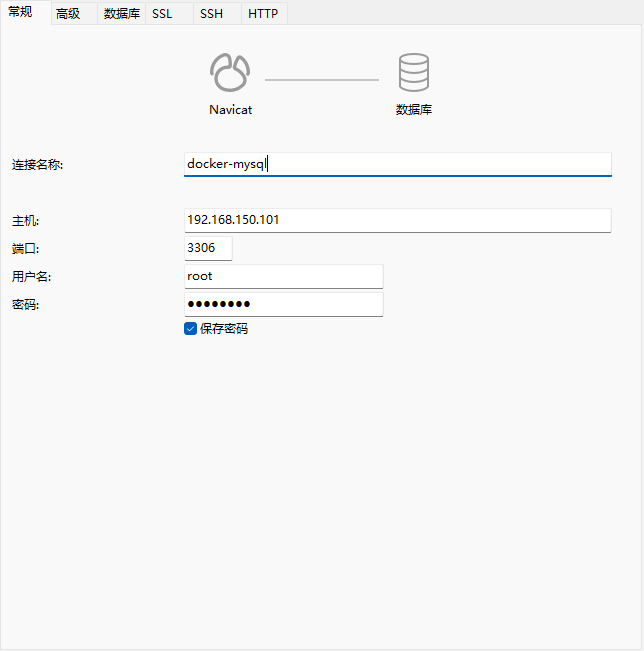 常规 高级 数据库 SSL SSH HTTP
Navicat 数据库
连接名称: docker-mysql
主机: 192.168.150.101
端口: 3306
用户名: root
密码: ●●●●●●●●
保存密码